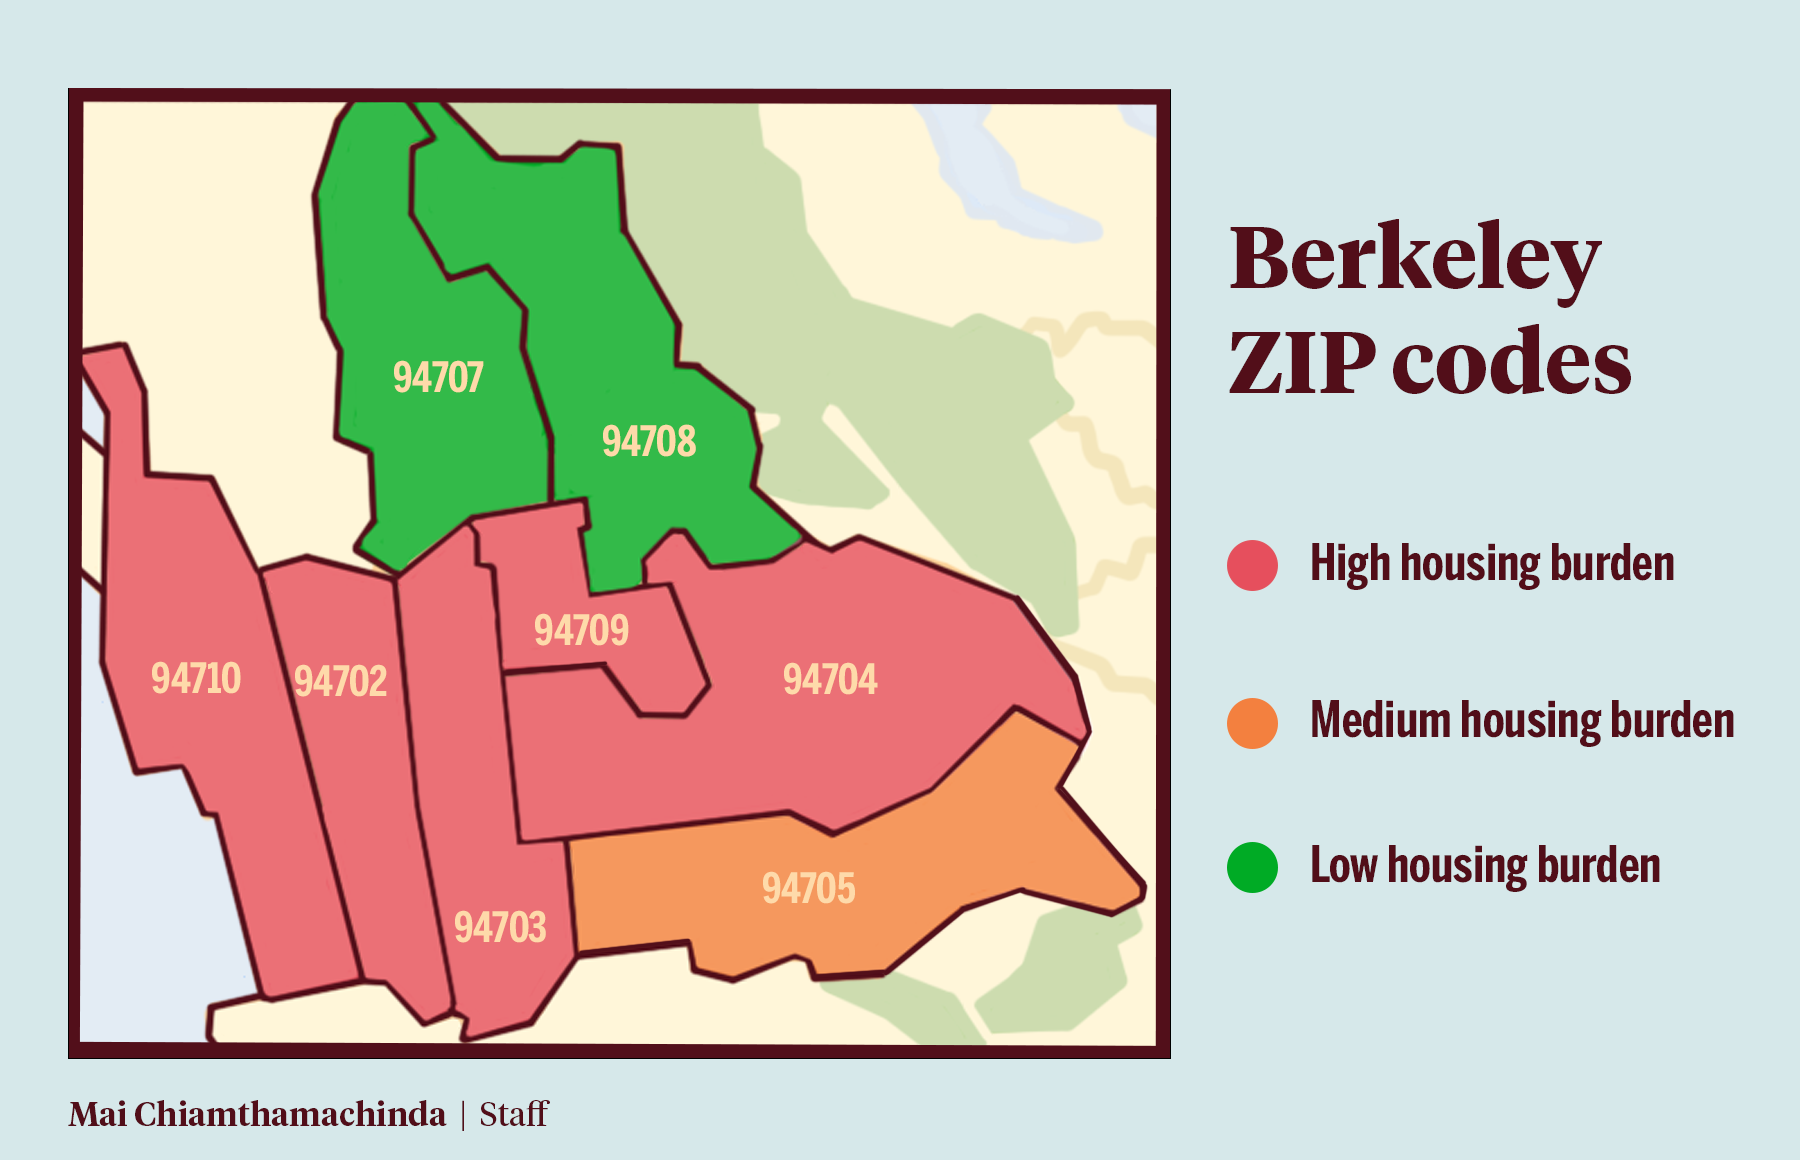 Berkeley
ZIP codes
94707
94708
94709
94710
94702
94704
94705
94703
High housing burden
Medium housing burden
Low housing burden
Mai Chiamthamachinda | Staff